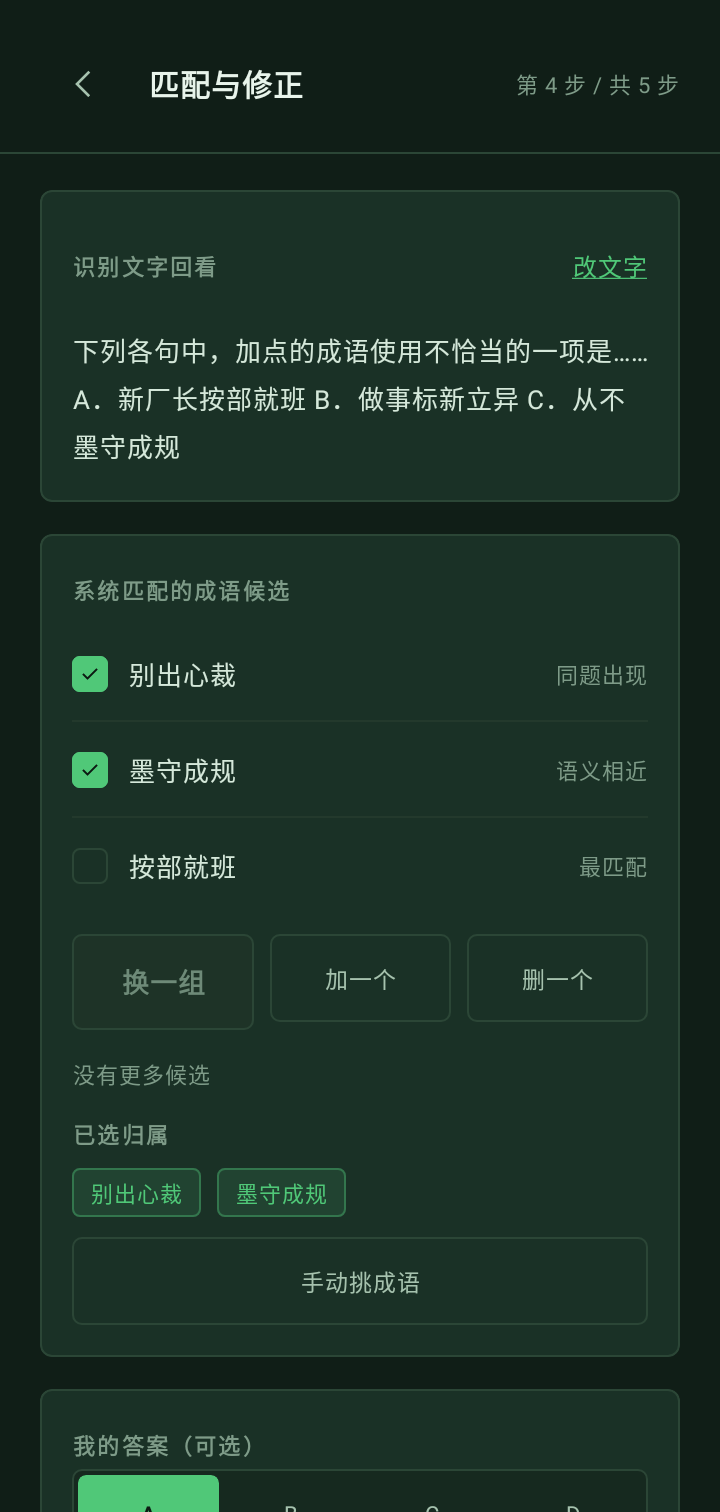 匹配与修正
第 4 步 / 共 5 步
识别文字回看
改文字
下列各句中，加点的成语使用不恰当的一项是……
A．新厂长按部就班 B．做事标新立异 C．从不
墨守成规
系统匹配的成语候选
别出心裁
同题出现
墨守成规
语义相近
按部就班
最匹配
换一组
加一个
删一个
没有更多候选
已选归属
别出心裁
墨守成规
手动挑成语
我的答案（可选）
A
B
C
D